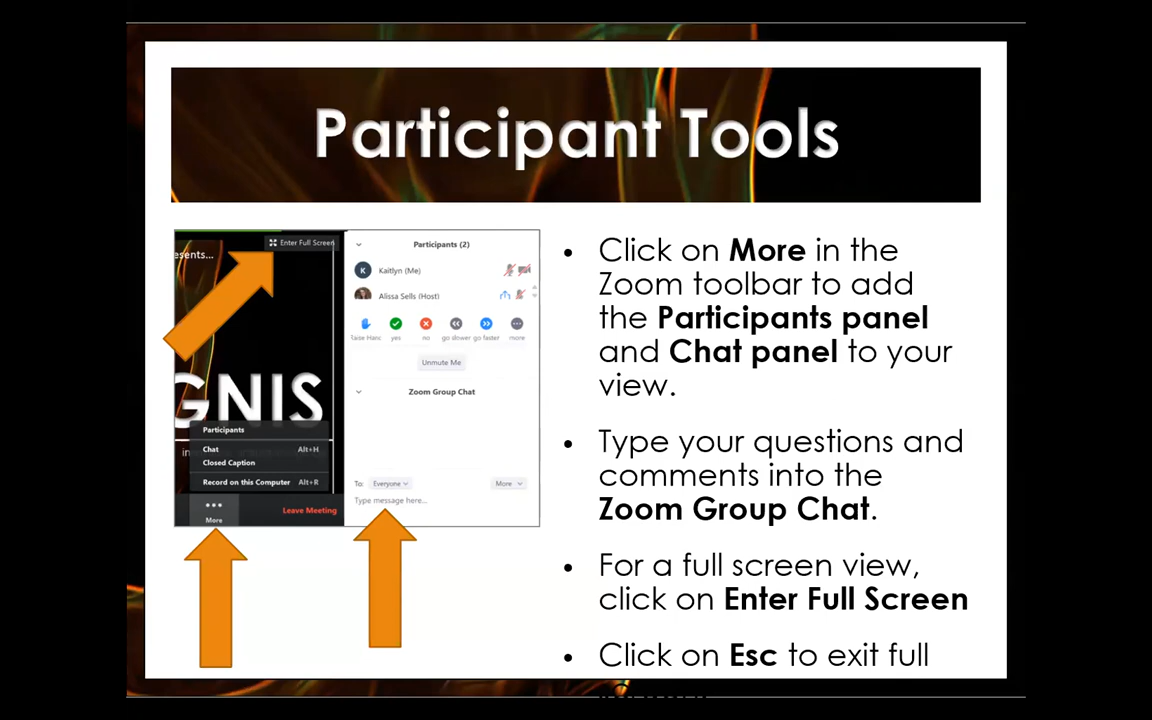 Participant Tools
esents...
Enter Full Screen
Participants (2)
K
Kaitlyn (Me)
Alissa Sells (Host)
Raise Hand
yes
no
go slower
go faster
more
Unmute Me
Zoom Group Chat
GNIS
Participants
Chat Alt+H
Closed Caption
Record on this Computer Alt+R
More
Leave Meeting
To: Everyone
More
Type message here...
• Click on More in the
Zoom toolbar to add
the Participants panel
and Chat panel to your
view.
• Type your questions and
comments into the
Zoom Group Chat.
• For a full screen view,
click on Enter Full Screen
• Click on Esc to exit full